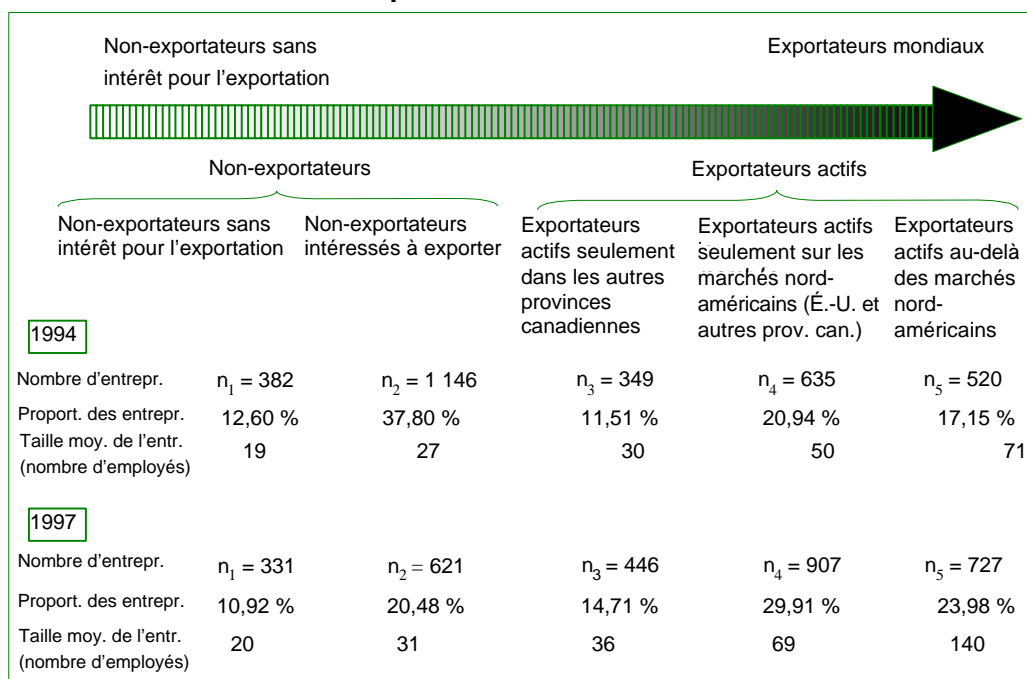 Non-exportateurs sans
intérêt pour l'exportation
Exportateurs mondiaux
Non-exportateurs
Exportateurs actifs
Non-exportateurs sans
intérêt pour l'exportation
Non-exportateurs
intéressés à exporter
Exportateurs
actifs seulement
dans les autres
provinces
canadiennes
Exportateurs actifs
seulement sur les
marchés nord-
américains (É.-U. et
autres prov. can.)
Exportateurs
actifs au-delà
des marchés
nord-
américains
1994
Nombre d'entrepr. n1 = 382 n2 = 1 146 n3 = 349 n4 = 635 n5 = 520
Proport. des entrepr. 12,60 % 37,80 % 11,51 % 20,94 % 17,15 %
Taille moy. de l'entr. 19 27 30 50 71
(nombre d'employés)
1997
Nombre d'entrepr. n1 = 331 n2 = 621 n3 = 446 n4 = 907 n5 = 727
Proport. des entrepr. 10,92 % 20,48 % 14,71 % 29,91 % 23,98 %
Taille moy. de l'entr. 20 31 36 69 140
(nombre d'employés)